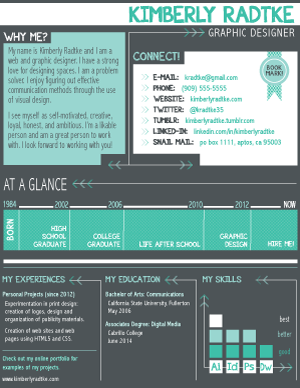 KIMBERLY RADTKE
GRAPHIC DESIGNER
WHY ME?
My name is Kimberly Radtke and I am a
web and graphic designer. I have a strong
love for designing spaces. I am a problem
solver. I enjoy figuring out effective
communication methods through the use
of visual design.
I see myself as self-motivated, creative,
loyal, honest, and ambitious. I'm a likable
person and am a great person to work
with. I look forward to working with you!
CONNECT!
BOOK
MARK!
E-MAIL: kradtke@gmail.com
PHONE: (909) 555-5555
WEBSITE: kimberlyradtke.com
TWITTER: @kradtke35
TUMBLR: kimberlyradtke.tumblr.com
LINKED-IN: linkedin.com/in/kimberlyradtke
SNAIL MAIL: po box 1111, aptos, ca 95003
AT A GLANCE
1984 2002 2006 2012 NOW
BORN
HIGH
SCHOOL
GRADUATE
COLLEGE
GRADUATE
LIFE AFTER SCHOOL
GRAPHIC
DESIGN
HIRE ME!
MY EXPERIENCES
Personal Projects (since 2012)
Experimentation in print design:
creation of logos, design and
organization of publicity materials.
Creation of web sites and web
pages using HTML5 and CSS.
Check out my online portfolio for
examples of my projects
www.kimberlyradtke.com
MY EDUCATION
Bachelor of Arts: Communications
California State University, Fullerton
May 2006
Associates Degree: Digital Media
Cabrillo College
June 2014
MY SKILLS
best
better
good
Ai Id Ps Dw